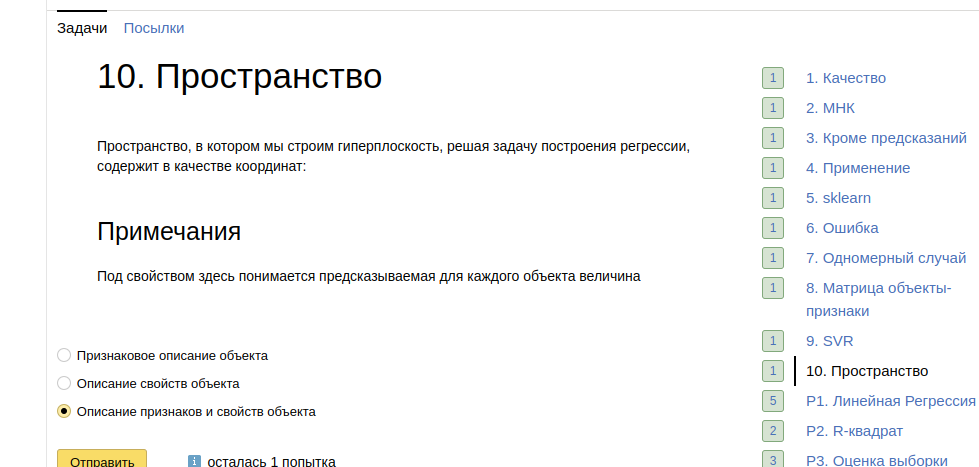 Задачи Посылки
10. Пространство
Пространство, в котором мы строим гиперплоскость, решая задачу построения регрессии,
содержит в качестве координат:
Примечания
Под свойством здесь понимается предсказываемая для каждого объекта величина
Признаковое описание объекта
Описание свойств объекта
Описание признаков и свойств объекта
Отправить
i осталась 1 попытка
1 1. Качество
1 2. МНК
1 3. Кроме предсказаний
1 4. Применение
1 5. sklearn
1 6. Ошибка
1 7. Одномерный случай
1 8. Матрица объекты-
признаки
1 9. SVR
1 10. Пространство
5 P1. Линейная Регрессия
2 P2. R-квадрат
3 P3. Оценка выборки